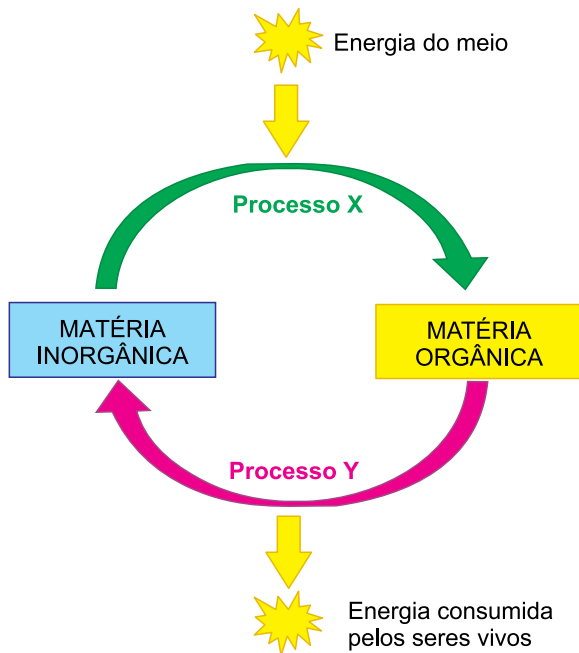 Energia do meio
Processo X
MATÉRIA
INORGÂNICA
MATÉRIA
ORGÂNICA
Processo Y
Energia consumida
pelos seres vivos